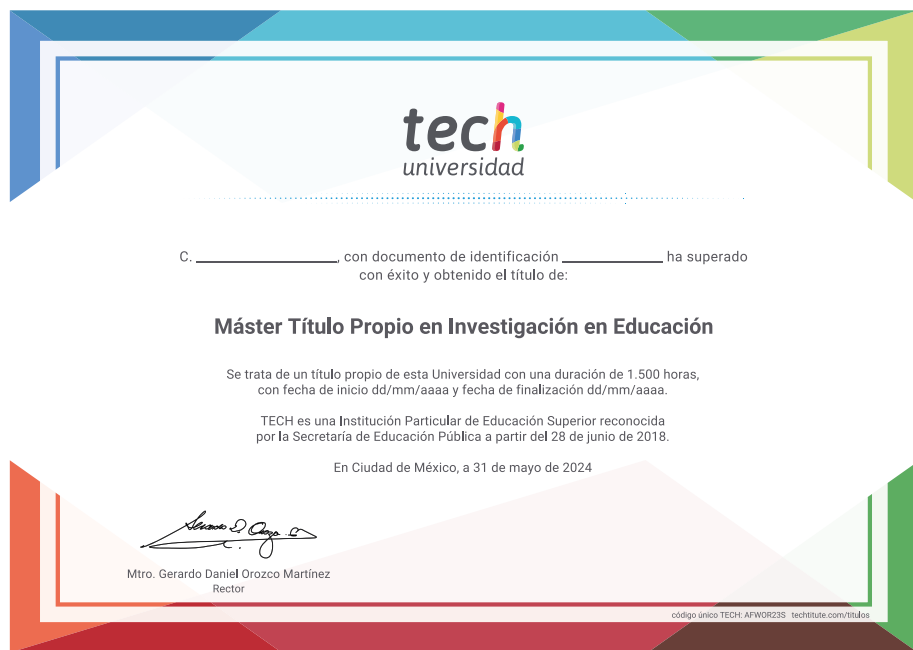 tech
universidad
C. , con documento de identificación ha superado
con éxito y obtenido el título de:
Máster Título Propio en Investigación en Educación
Se trata de un título propio de esta Universidad con una duración de 1.500 horas,
con fecha de inicio dd/mm/aaaa y fecha de finalización dd/mm/aaaa.
TECH es una Institución Particular de Educación Superior reconocida
por la Secretaría de Educación Pública a partir del 28 de junio de 2018.
En Ciudad de México, a 31 de mayo de 2024
Mtro. Gerardo Daniel Orozco Martínez
Rector
código único TECH: AFWOR23S techtitute.com/titulos